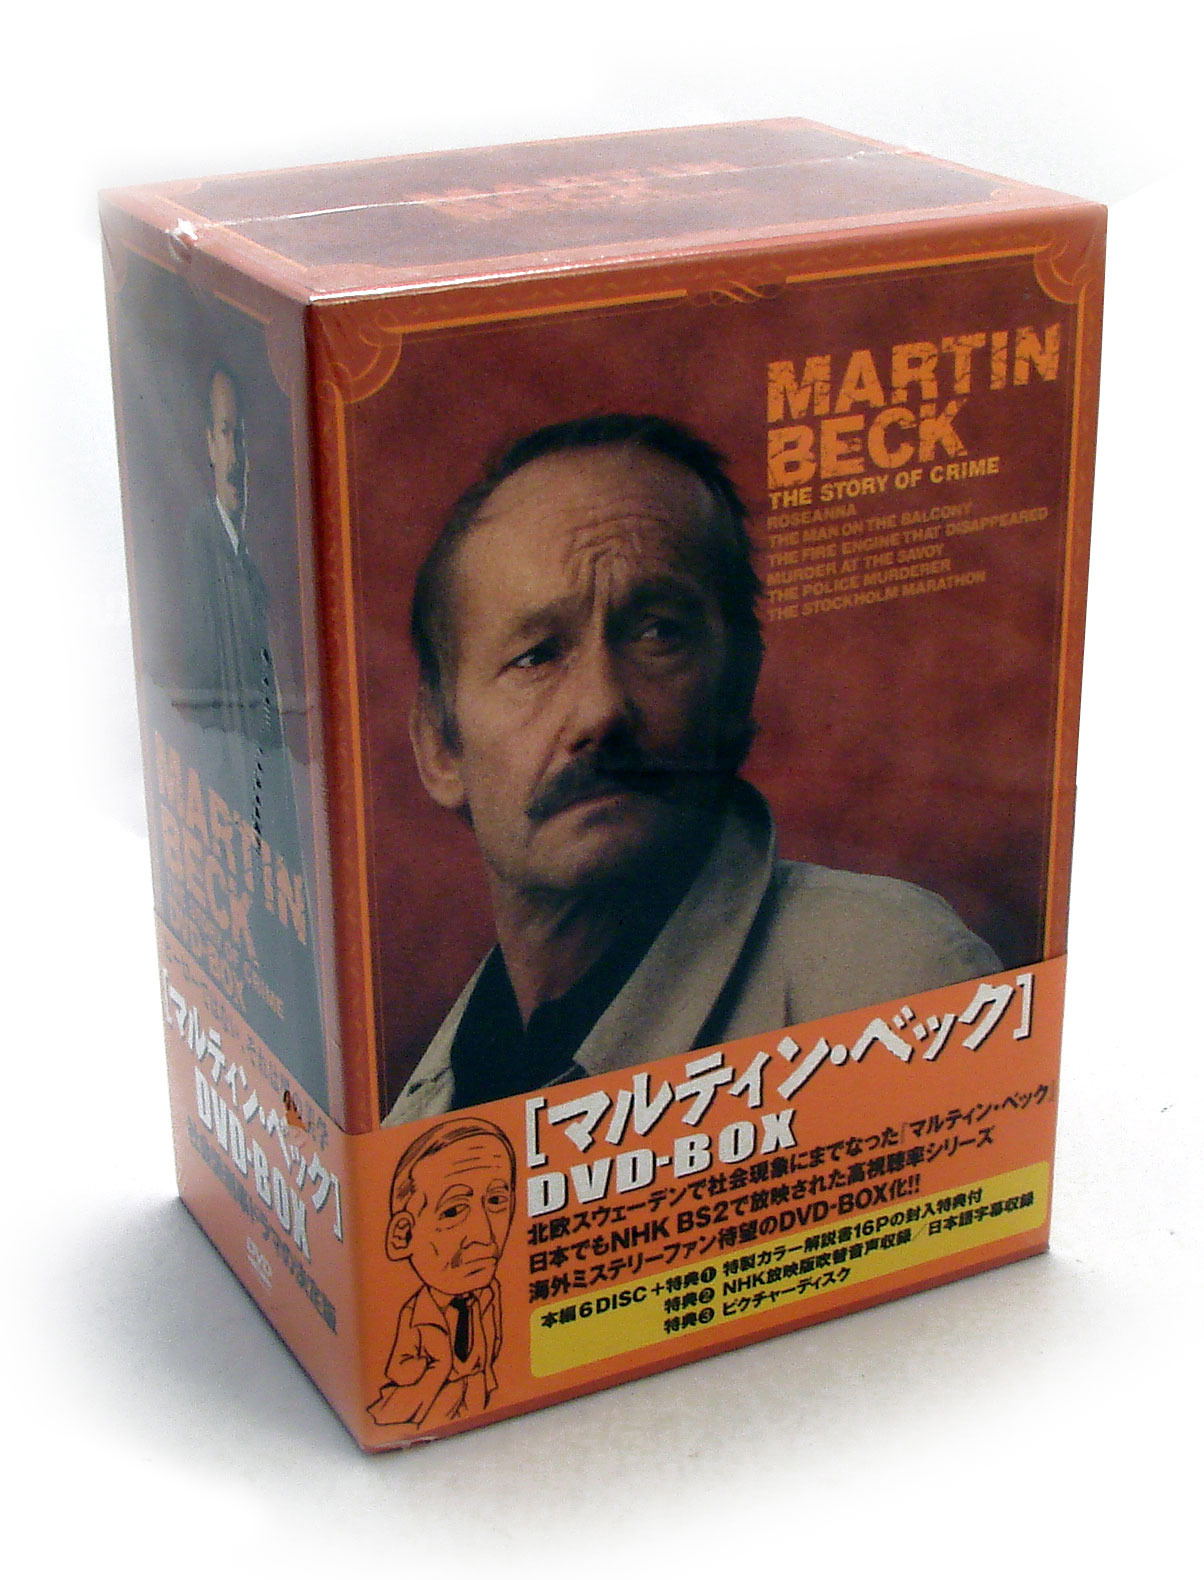 MARTIN
BECK
MARTIN
BECK
THE STORY OF CRIME
ROSEANNA
THE MAN ON THE BALCONY
THE FIRE ENGINE THAT DISAPPEARED
MURDER AT THE SAVOY
THE POLICE MURDERER
THE STOCKHOLM MARATHON
[マルティン・ベック]
DVD-BOX
北欧スウェーデンで社会現象にまでなった『マルティン・ベック』
日本でもNHK BS2で放映された高視聴率シリーズ
海外ミステリーファン待望のDVD-BOX化!!
本編6DISC+特典❶ 特製カラー解説書16Pの封入特典付
特典❷ NHK放映版吹替音声収録/日本語字幕収録
特典❸ ピクチャーディスク
MARTIN
BECK
[マルティン・ベック]
DVD-BOX
DVD